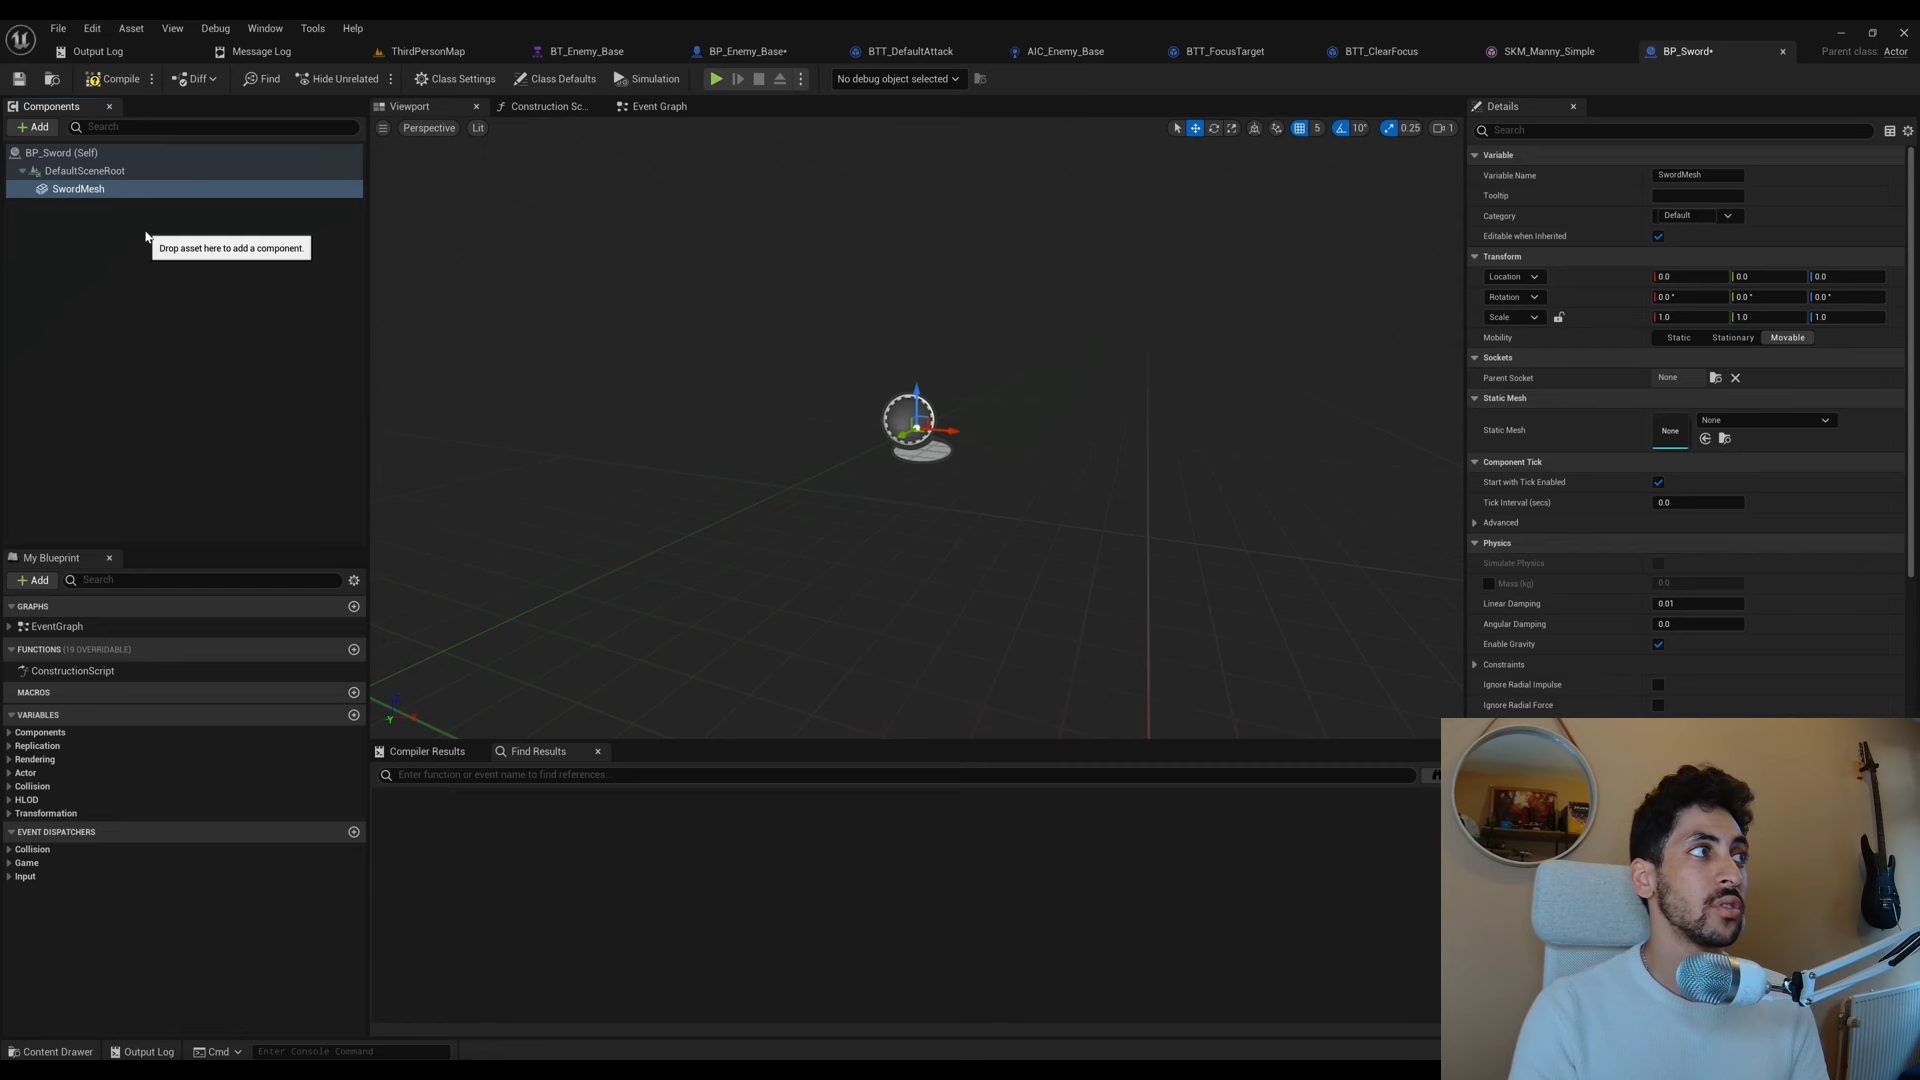 File Edit Asset View Debug Window Tools Help
Output Log Message Log ThirdPersonMap BT_Enemy_Base BP_Enemy_Base* BTT_DefaultAttack AIC_Enemy_Base BTT_FocusTarget BTT_ClearFocus SKM_Manny_Simple BP_Sword* Parent class: Actor
Compile Diff Find Hide Unrelated Class Settings Class Defaults Simulation No debug object selected
Components
Add Search
BP_Sword (Self)
DefaultSceneRoot
SwordMesh
Drop asset here to add a component.
My Blueprint
Add Search
GRAPHS
EventGraph
FUNCTIONS (19 OVERRIDABLE)
ConstructionScript
MACROS
VARIABLES
Components
Replication
Rendering
Actor
Collision
HLOD
Transformation
EVENT DISPATCHERS
Collision
Game
Input
Viewport Construction Sc... Event Graph
Perspective Lit 5 10° 0.25 1
Compiler Results Find Results
Enter function or event name to find references...
Details
Search
Variable
Variable Name SwordMesh
Tooltip
Category Default
Editable when Inherited
Transform
Location 0.0 0.0 0.0
Rotation 0.0 ° 0.0 ° 0.0 °
Scale 1.0 1.0 1.0
Mobility Static Stationary Movable
Sockets
Parent Socket None
Static Mesh
Static Mesh None None
Component Tick
Start with Tick Enabled
Tick Interval (secs) 0.0
Advanced
Physics
Simulate Physics
Mass (kg) 0.0
Linear Damping 0.01
Angular Damping 0.0
Enable Gravity
Constraints
Ignore Radial Impulse
Ignore Radial Force
Content Drawer Output Log Cmd Enter Console Command